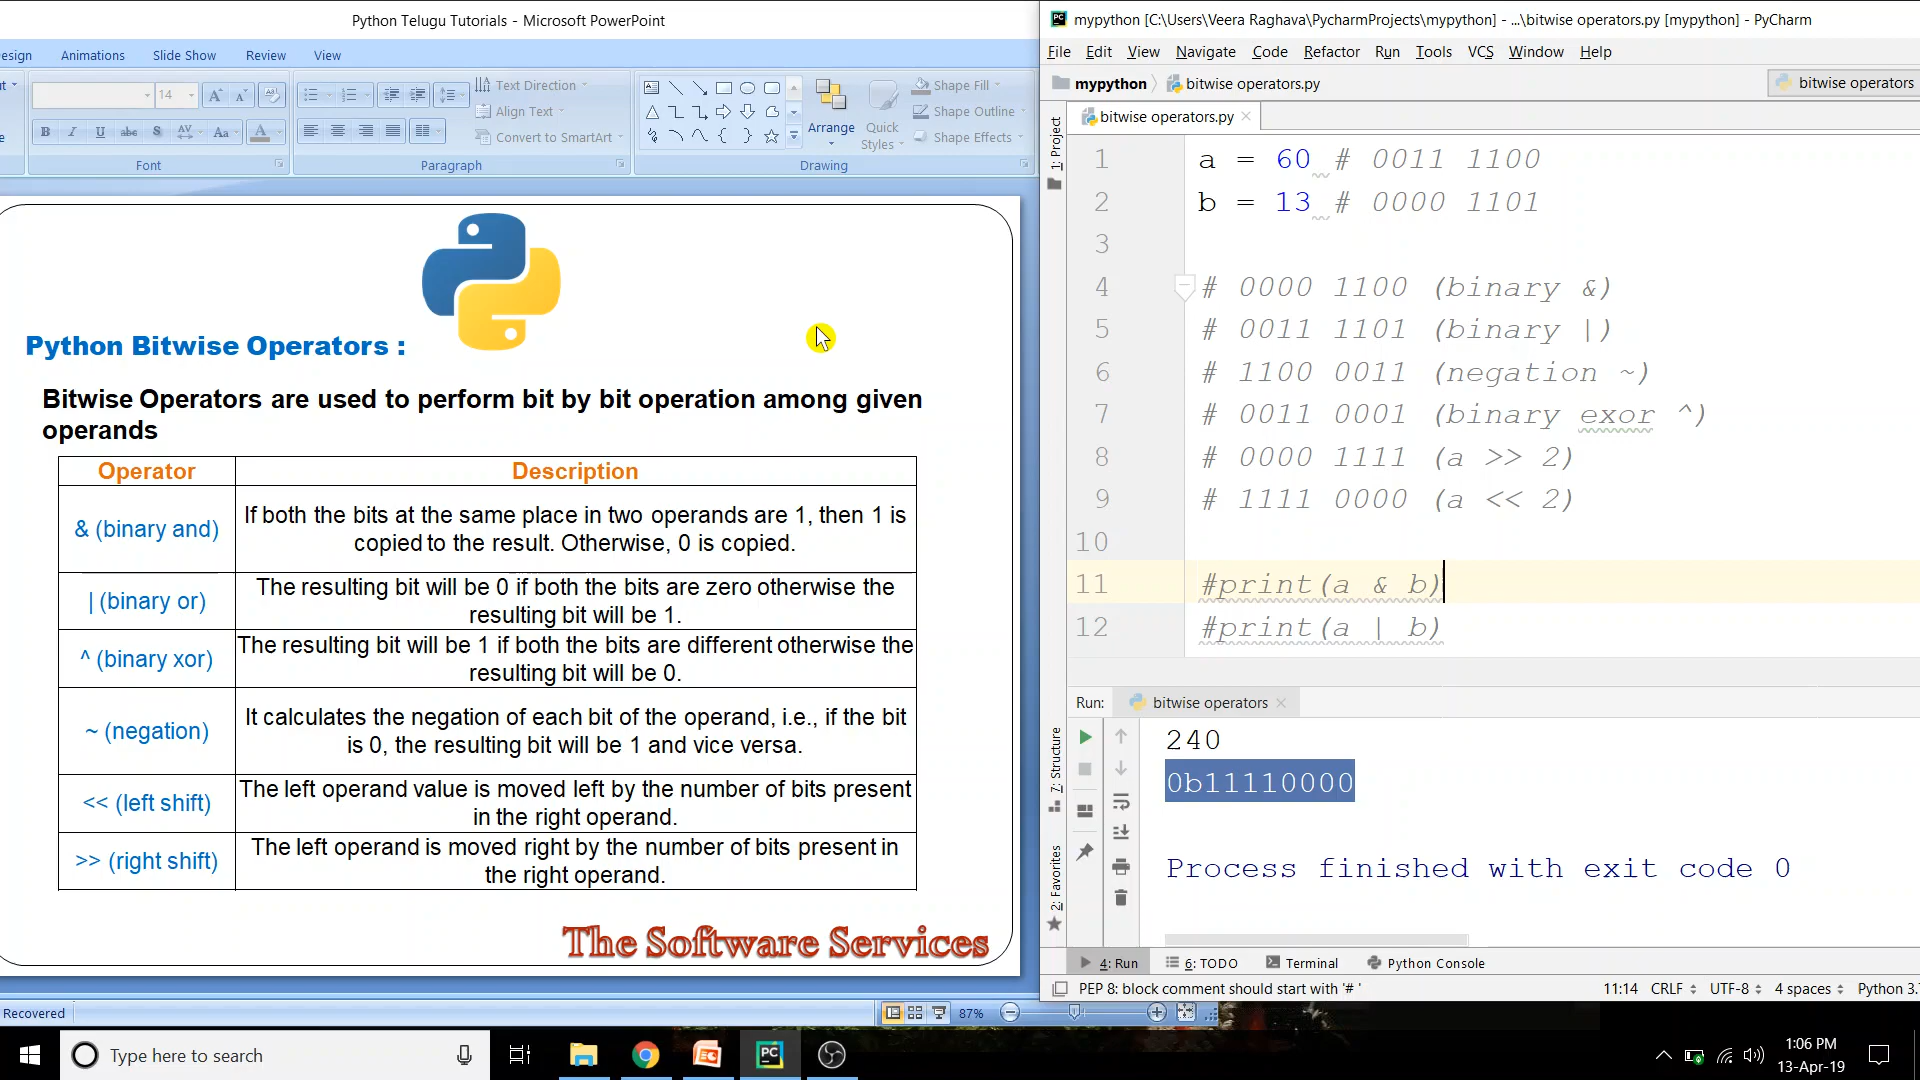 Python Telugu Tutorials - Microsoft PowerPoint
esign Animations Slide Show Review View
14
Text Direction
Align Text
Convert to SmartArt
Arrange
Quick Styles
Shape Fill
Shape Outline
Shape Effects
Font
Paragraph
Drawing
Python Bitwise Operators :
Bitwise Operators are used to perform bit by bit operation among given
operands
Operator Description
& (binary and) If both the bits at the same place in two operands are 1, then 1 is
copied to the result. Otherwise, 0 is copied.
| (binary or) The resulting bit will be 0 if both the bits are zero otherwise the
resulting bit will be 1.
^ (binary xor) The resulting bit will be 1 if both the bits are different otherwise the
resulting bit will be 0.
~ (negation) It calculates the negation of each bit of the operand, i.e., if the bit
is 0, the resulting bit will be 1 and vice versa.
<< (left shift) The left operand value is moved left by the number of bits present
in the right operand.
>> (right shift) The left operand is moved right by the number of bits present in
the right operand.
The Software Services
Recovered
87%
mypython [C:\Users\Veera Raghava\PycharmProjects\mypython] - ...\bitwise operators.py [mypython] - PyCharm
File Edit View Navigate Code Refactor Run Tools VCS Window Help
mypython bitwise operators.py
bitwise operators
bitwise operators.py
1: Project
1 a = 60 # 0011 1100
2 b = 13 # 0000 1101
3
4 # 0000 1100 (binary &)
5 # 0011 1101 (binary |)
6 # 1100 0011 (negation ~)
7 # 0011 0001 (binary exor ^)
8 # 0000 1111 (a >> 2)
9 # 1111 0000 (a << 2)
10
11 #print(a & b)
12 #print(a | b)
Run: bitwise operators
7: Structure
2: Favorites
240
0b11110000
Process finished with exit code 0
4: Run 6: TODO Terminal Python Console
PEP 8: block comment should start with '# '
11:14 CRLF UTF-8 4 spaces Python 3.
Type here to search
1:06 PM
13-Apr-19